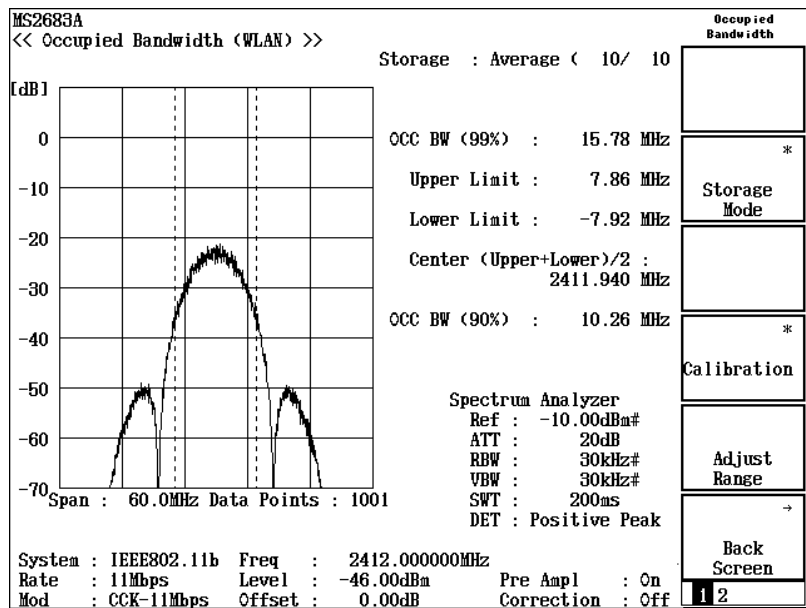 MS2683A
<< Occupied Bandwidth (WLAN) >>
Storage : Average ( 10/ 10
[dB]
0
-10
-20
-30
-40
-50
-60
-70
OCC BW (99%) : 15.78 MHz
Upper Limit : 7.86 MHz
Lower Limit : -7.92 MHz
Center (Upper+Lower)/2 :
2411.940 MHz
OCC BW (90%) : 10.26 MHz
Spectrum Analyzer
Ref : -10.00dBm#
ATT : 20dB
RBW : 30kHz#
VBW : 30kHz#
SWT : 200ms
DET : Positive Peak
Span : 60.0MHz Data Points : 1001
System : IEEE802.11b Freq : 2412.000000MHz
Rate : 11Mbps Level : -46.00dBm Pre Ampl : On
Mod : CCK-11Mbps Offset : 0.00dB Correction : Off
Occupied
Bandwidth
*
Storage
Mode
*
Calibration
Adjust
Range
→
Back
Screen
1 2